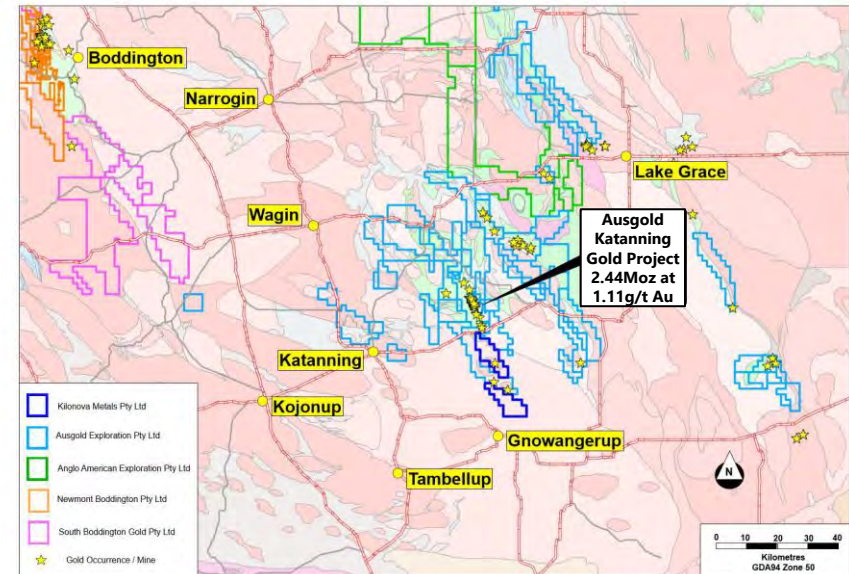 Boddington
Narrogin
Lake Grace
Wagin
Ausgold
Katanning
Gold Project
2.44Moz at
1.11g/t Au
Katanning
Kojonup
Gnowangerup
Tambellup
Kilonova Metals Pty Ltd
Ausgold Exploration Pty Ltd
Anglo American Exploration Pty Ltd
Newmont Boddington Pty Ltd
South Boddington Gold Pty Ltd
Gold Occurrence / Mine
N
0 10 20 30 40
Kilometres
GDA94 Zone 50